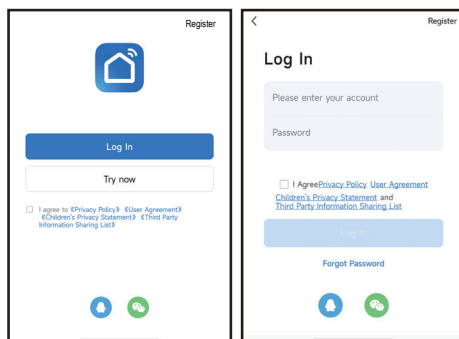 Register
Log In
Try now
I agree to 《Privacy Policy》 《User Agreement》
《Children's Privacy Statement》 《Third Party
Information Sharing List》
Register
Log In
Please enter your account
Password
I AgreePrivacy Policy User Agreement
Children's Privacy Statement and
Third Party Information Sharing List
Log In
Forgot Password